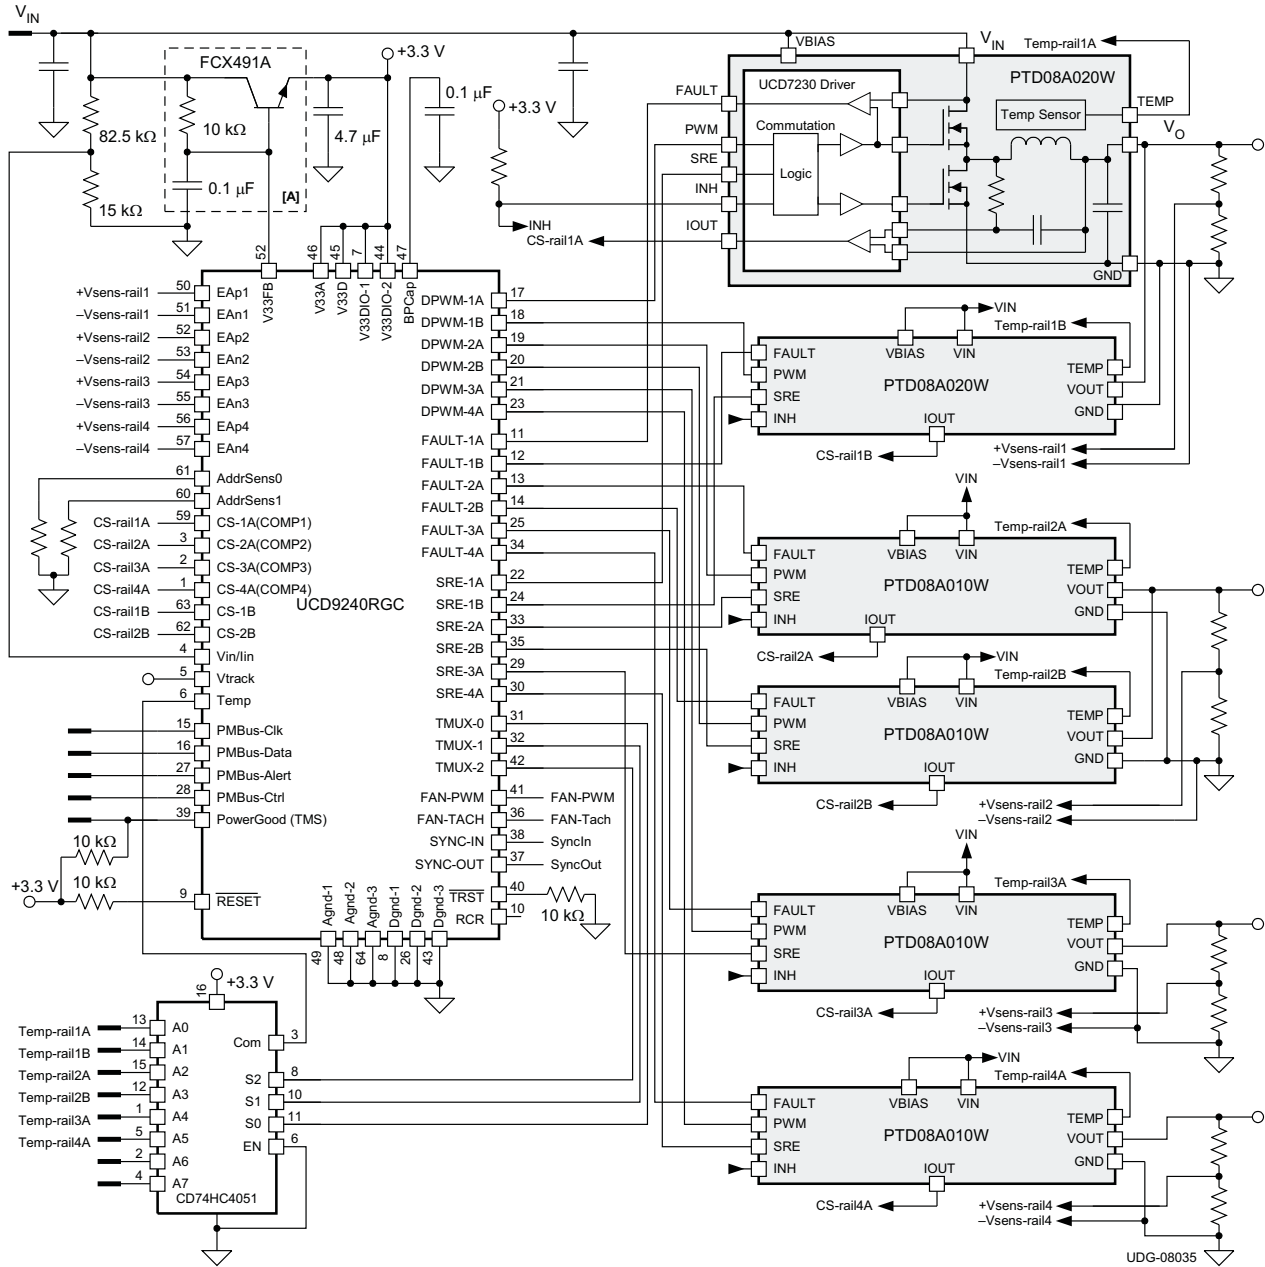 VIN
FCX491A
+3.3 V
82.5 kΩ
10 kΩ
4.7 µF
0.1 µF
0.1 µF
[A]
15 kΩ
+3.3 V
INH
CS-rail1A
VBIAS
VIN
Temp-rail1A
UCD7230 Driver
PTD08A020W
FAULT
PWM
SRE
INH
IOUT
Commutation
Logic
Temp Sensor
TEMP
VO
GND
52
46
45
7
44
47
V33FB
V33A
V33D
V33DIO-1
V33DIO-2
BPCap
+Vsens-rail1 50 EAp1
–Vsens-rail1 51 EAn1
+Vsens-rail2 52 EAp2
–Vsens-rail2 53 EAn2
+Vsens-rail3 54 EAp3
–Vsens-rail3 55 EAn3
+Vsens-rail4 56 EAp4
–Vsens-rail4 57 EAn4
61 AddrSens0
60 AddrSens1
CS-rail1A 59 CS-1A(COMP1)
CS-rail2A 3 CS-2A(COMP2)
CS-rail3A 2 CS-3A(COMP3)
CS-rail4A 1 CS-4A(COMP4)
CS-rail1B 63 CS-1B
CS-rail2B 62 CS-2B
4 Vin/Iin
5 Vtrack
6 Temp
15 PMBus-Clk
16 PMBus-Data
27 PMBus-Alert
28 PMBus-Ctrl
39 PowerGood (TMS)
10 kΩ
+3.3 V
10 kΩ
9 RESET
UCD9240RGC
DPWM-1A 17
DPWM-1B 18
DPWM-2A 19
DPWM-2B 20
DPWM-3A 21
DPWM-4A 23
FAULT-1A 11
FAULT-1B 12
FAULT-2A 13
FAULT-2B 14
FAULT-3A 25
FAULT-4A 34
SRE-1A 22
SRE-1B 24
SRE-2A 33
SRE-2B 35
SRE-3A 29
SRE-4A 30
TMUX-0 31
TMUX-1 32
TMUX-2 42
FAN-PWM 41 FAN-PWM
FAN-TACH 36 FAN-Tach
SYNC-IN 38 SyncIn
SYNC-OUT 37 SyncOut
TRST 40
10 kΩ
RCR 10
Agnd-1
Agnd-2
Agnd-3
Dgnd-1
Dgnd-2
Dgnd-3
49
48
64
8
26
43
VIN
Temp-rail1B
VBIAS
VIN
FAULT
PWM
SRE
INH
PTD08A020W
TEMP
VOUT
GND
IOUT
CS-rail1B
+Vsens-rail1
–Vsens-rail1
VIN
Temp-rail2A
VBIAS
VIN
FAULT
PWM
SRE
INH
PTD08A010W
TEMP
VOUT
GND
IOUT
CS-rail2A
VIN
Temp-rail2B
VBIAS
VIN
FAULT
PWM
SRE
INH
PTD08A010W
TEMP
VOUT
GND
IOUT
CS-rail2B
+Vsens-rail2
–Vsens-rail2
VIN
Temp-rail3A
VBIAS
VIN
FAULT
PWM
SRE
INH
PTD08A010W
TEMP
VOUT
GND
IOUT
CS-rail3A
+Vsens-rail3
–Vsens-rail3
VIN
Temp-rail4A
VBIAS
VIN
FAULT
PWM
SRE
INH
PTD08A010W
TEMP
VOUT
GND
IOUT
CS-rail4A
+Vsens-rail4
–Vsens-rail4
+3.3 V
16
Temp-rail1A 13 A0
Temp-rail1B 14 A1
Temp-rail2A 15 A2
Temp-rail2B 12 A3
Temp-rail3A 1 A4
Temp-rail4A 5 A5
2 A6
4 A7
Com 3
S2 8
S1 10
S0 11
EN 6
CD74HC4051
UDG-08035